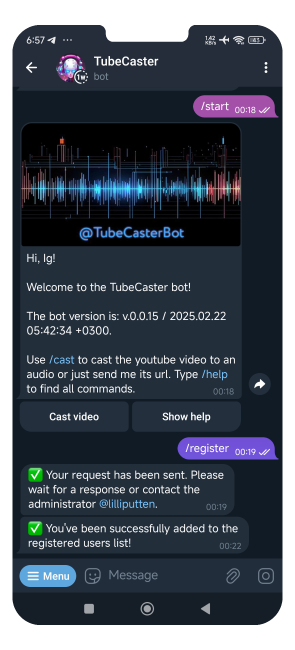 6:57
1.42
KB/s
TubeCaster
1w
bot
/start 00:18
@TubeCasterBot
Hi, Ig!
Welcome to the TubeCaster bot!
The bot version is: v.0.0.15 / 2025.02.22
05:42:34 +0300.
Use /cast to cast the youtube video to an
audio or just send me its url. Type /help
to find all commands.
00:18
Cast video
Show help
/register 00:19
✅ Your request has been sent. Please
wait for a response or contact the
administrator @lilliputten.
00:19
✅ You've been successfully added to the
registered users list!
00:22
Menu
Message